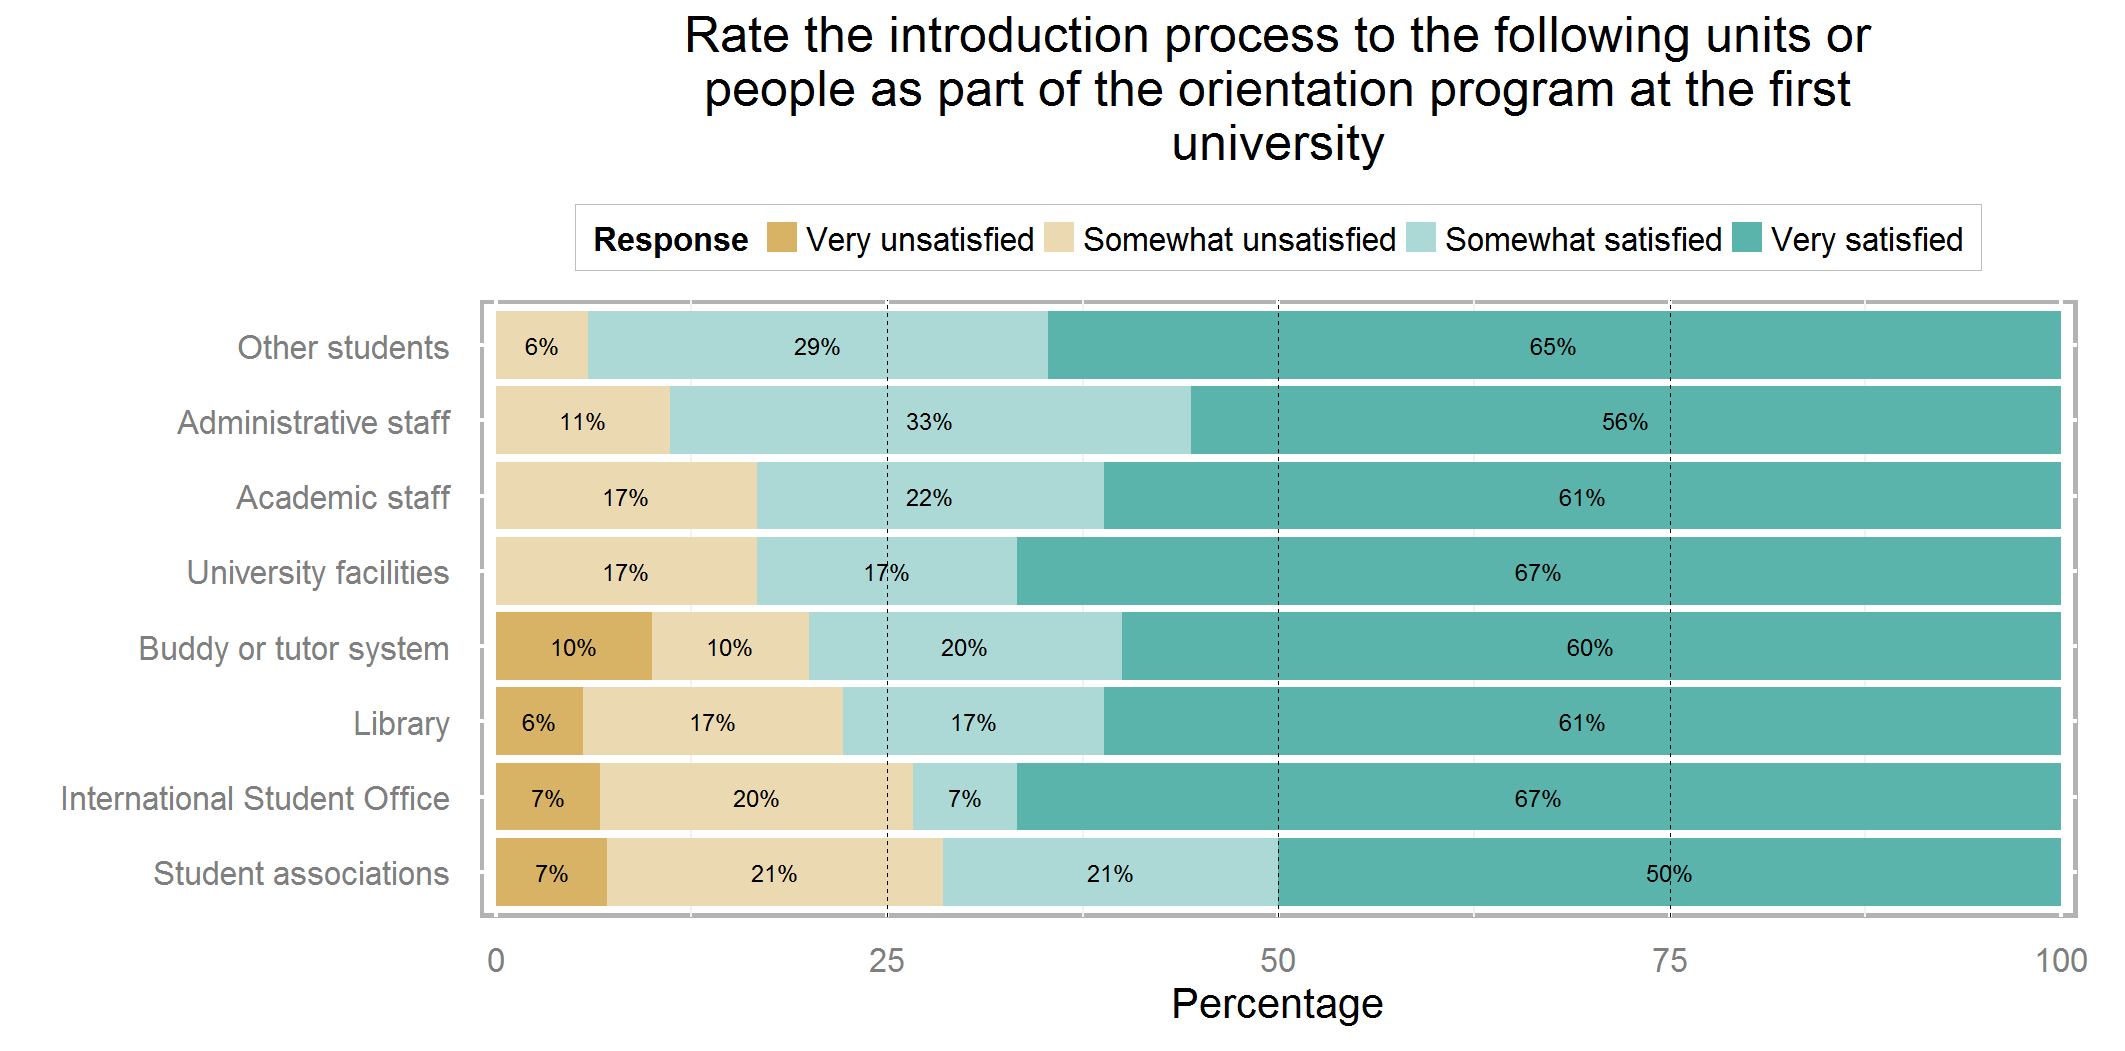 Rate the introduction process to the following units or
people as part of the orientation program at the first
university
Response Very unsatisfied Somewhat unsatisfied Somewhat satisfied Very satisfied
Other students 6% 29% 65%
Administrative staff 11% 33% 56%
Academic staff 17% 22% 61%
University facilities 17% 17% 67%
Buddy or tutor system 10% 10% 20% 60%
Library 6% 17% 17% 61%
International Student Office 7% 20% 7% 67%
Student associations 7% 21% 21% 50%
0 25 50 75 100
Percentage